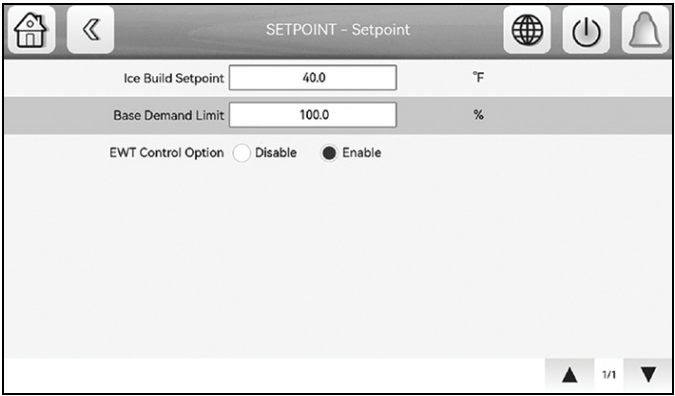 SETPOINT - Setpoint
Ice Build Setpoint 40.0 °F
Base Demand Limit 100.0 %
EWT Control Option Disable Enable
1/1